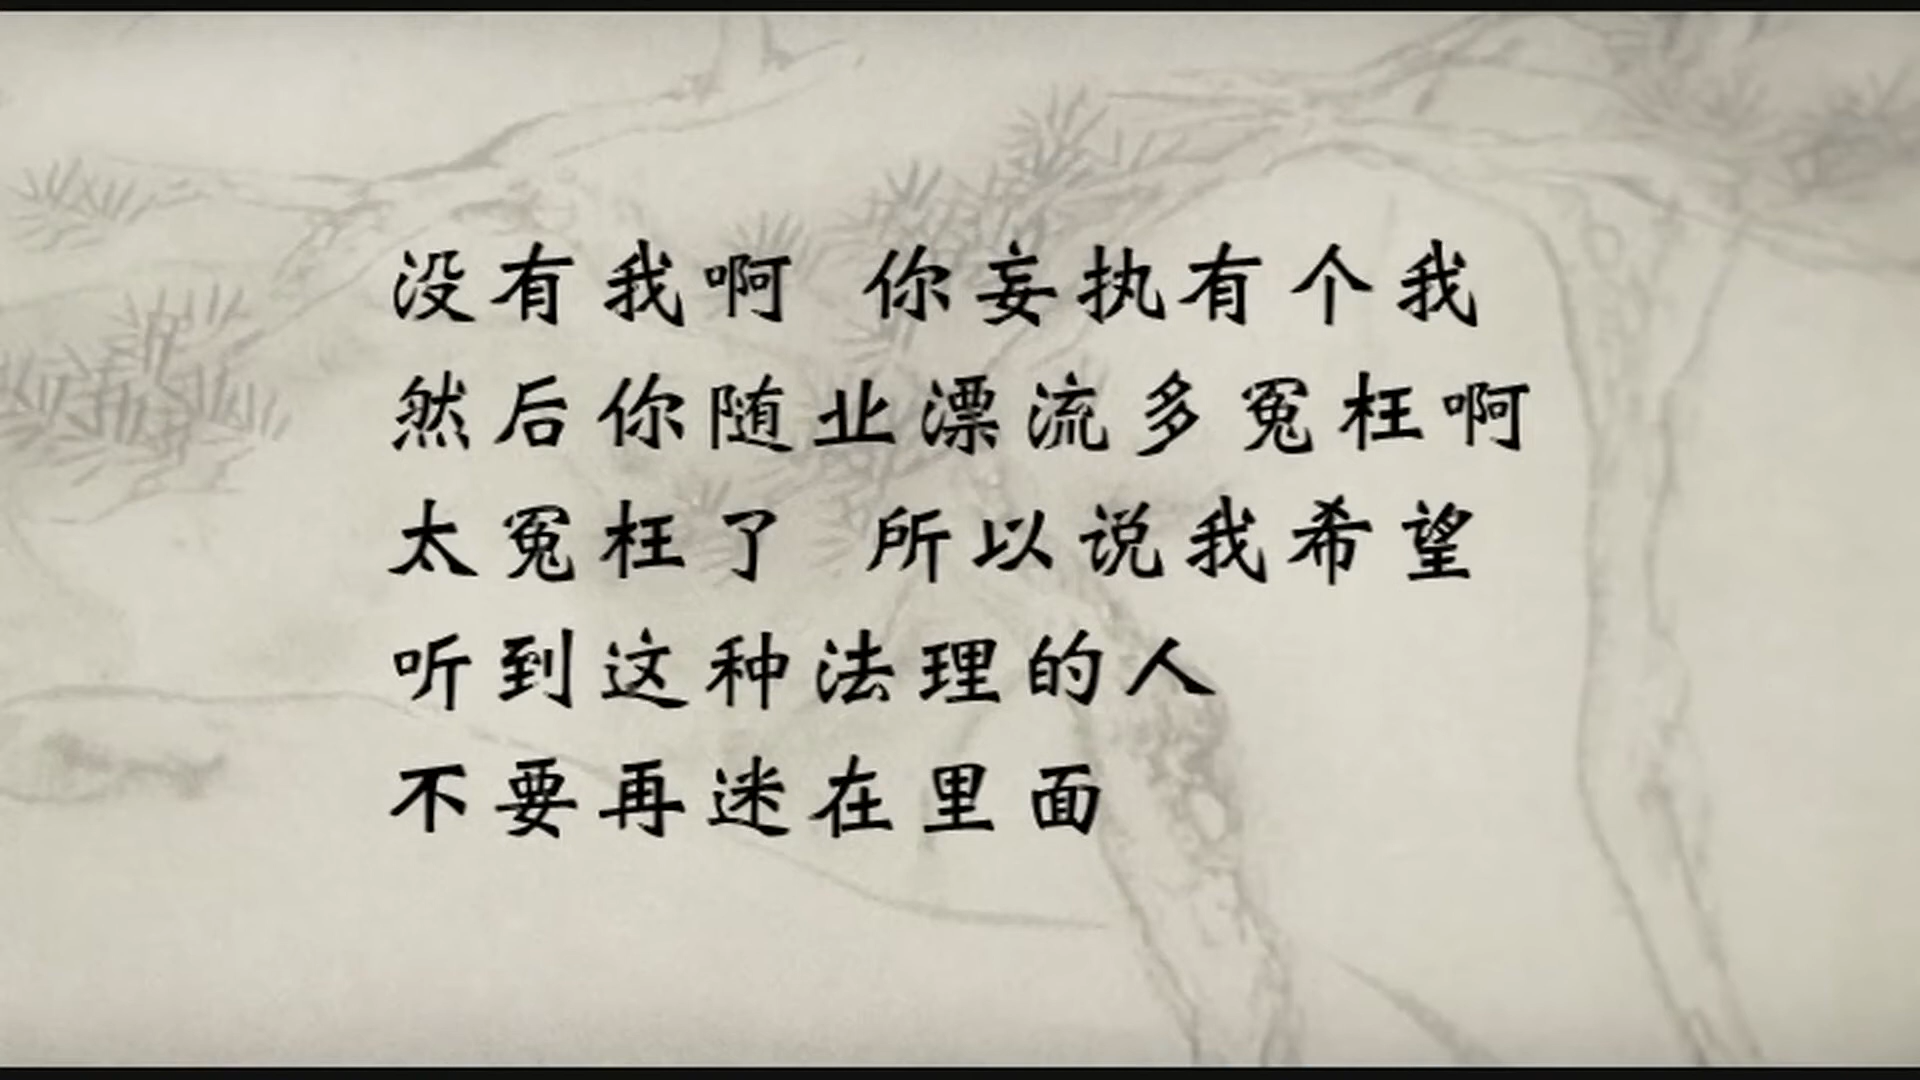 没有我啊 你妄执有个我
然后你随业漂流多冤枉啊
太冤枉了 所以说我希望
听到这种法理的人
不要再迷在里面